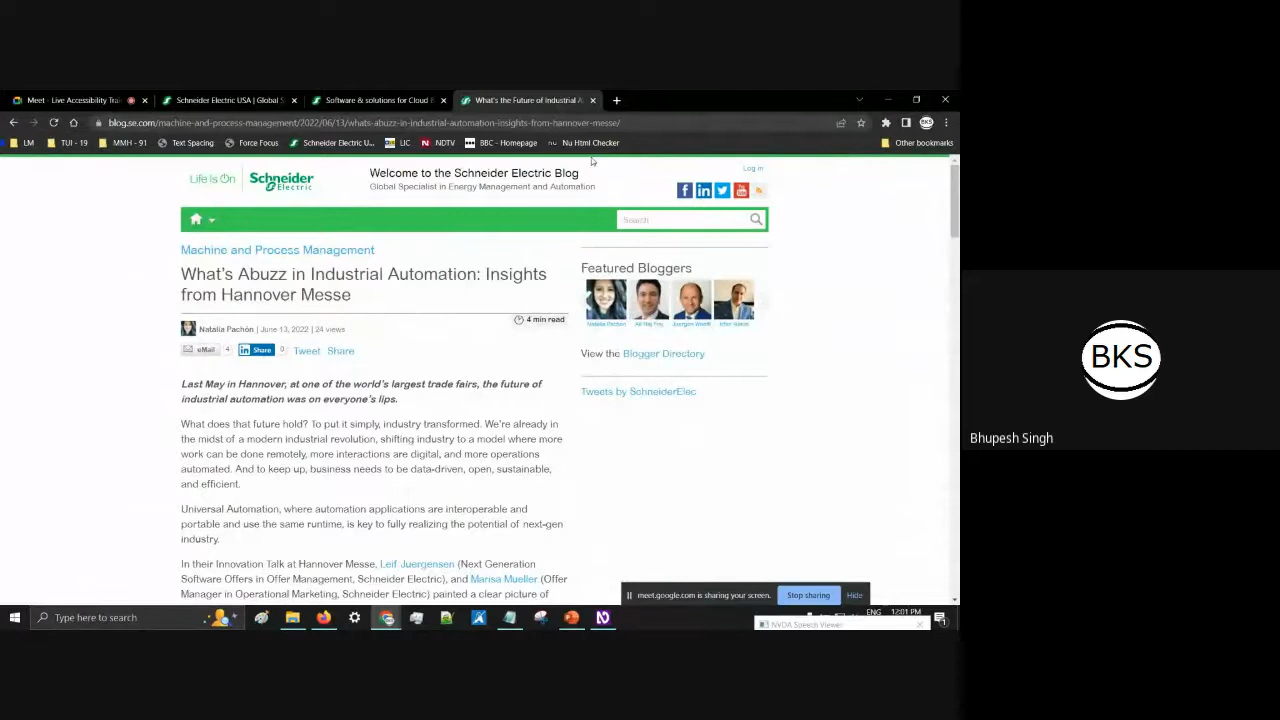 Meet - Live Accessibility Trai
Schneider Electric USA | Global S
Software & solutions for Cloud E
What's the Future of Industrial A
blog.se.com/machine-and-process-management/2022/06/13/whats-abuzz-in-industrial-automation-insights-from-hannover-messe/
BKS
LM
TUI - 19
MMH - 91
Text Spacing
Force Focus
Schneider Electric U...
LIC
NDTV
BBC - Homepage
Nu Html Checker
Other bookmarks
Life Is On
Schneider
Electric
Welcome to the Schneider Electric Blog
Global Specialist in Energy Management and Automation
Log in
Search
Machine and Process Management
What's Abuzz in Industrial Automation: Insights
from Hannover Messe
4 min read
Natalia Pachón | June 13, 2022 | 24 views
eMail 4 in Share 0 Tweet Share
Last May in Hannover, at one of the world's largest trade fairs, the future of
industrial automation was on everyone's lips.
What does that future hold? To put it simply, industry transformed. We're already
in the midst of a modern industrial revolution, shifting industry to a model where more
work can be done remotely, more interactions are digital, and more operations
automated. And to keep up, business needs to be data-driven, open, sustainable,
and efficient.
Universal Automation, where automation applications are interoperable and
portable and use the same runtime, is key to fully realizing the potential of next-gen
industry.
In their Innovation Talk at Hannover Messe, Leif Juergensen (Next Generation
Software Offers in Offer Management, Schneider Electric), and Marisa Mueller (Offer
Manager in Operational Marketing, Schneider Electric) painted a clear picture of
Featured Bloggers
Natalia Pachón
View the Blogger Directory
Tweets by SchneiderElec
meet.google.com is sharing your screen.
Stop sharing
Hide
Type here to search
ENG
12:01 PM
NVDA Speech Viewer
BKS
Bhupesh Singh